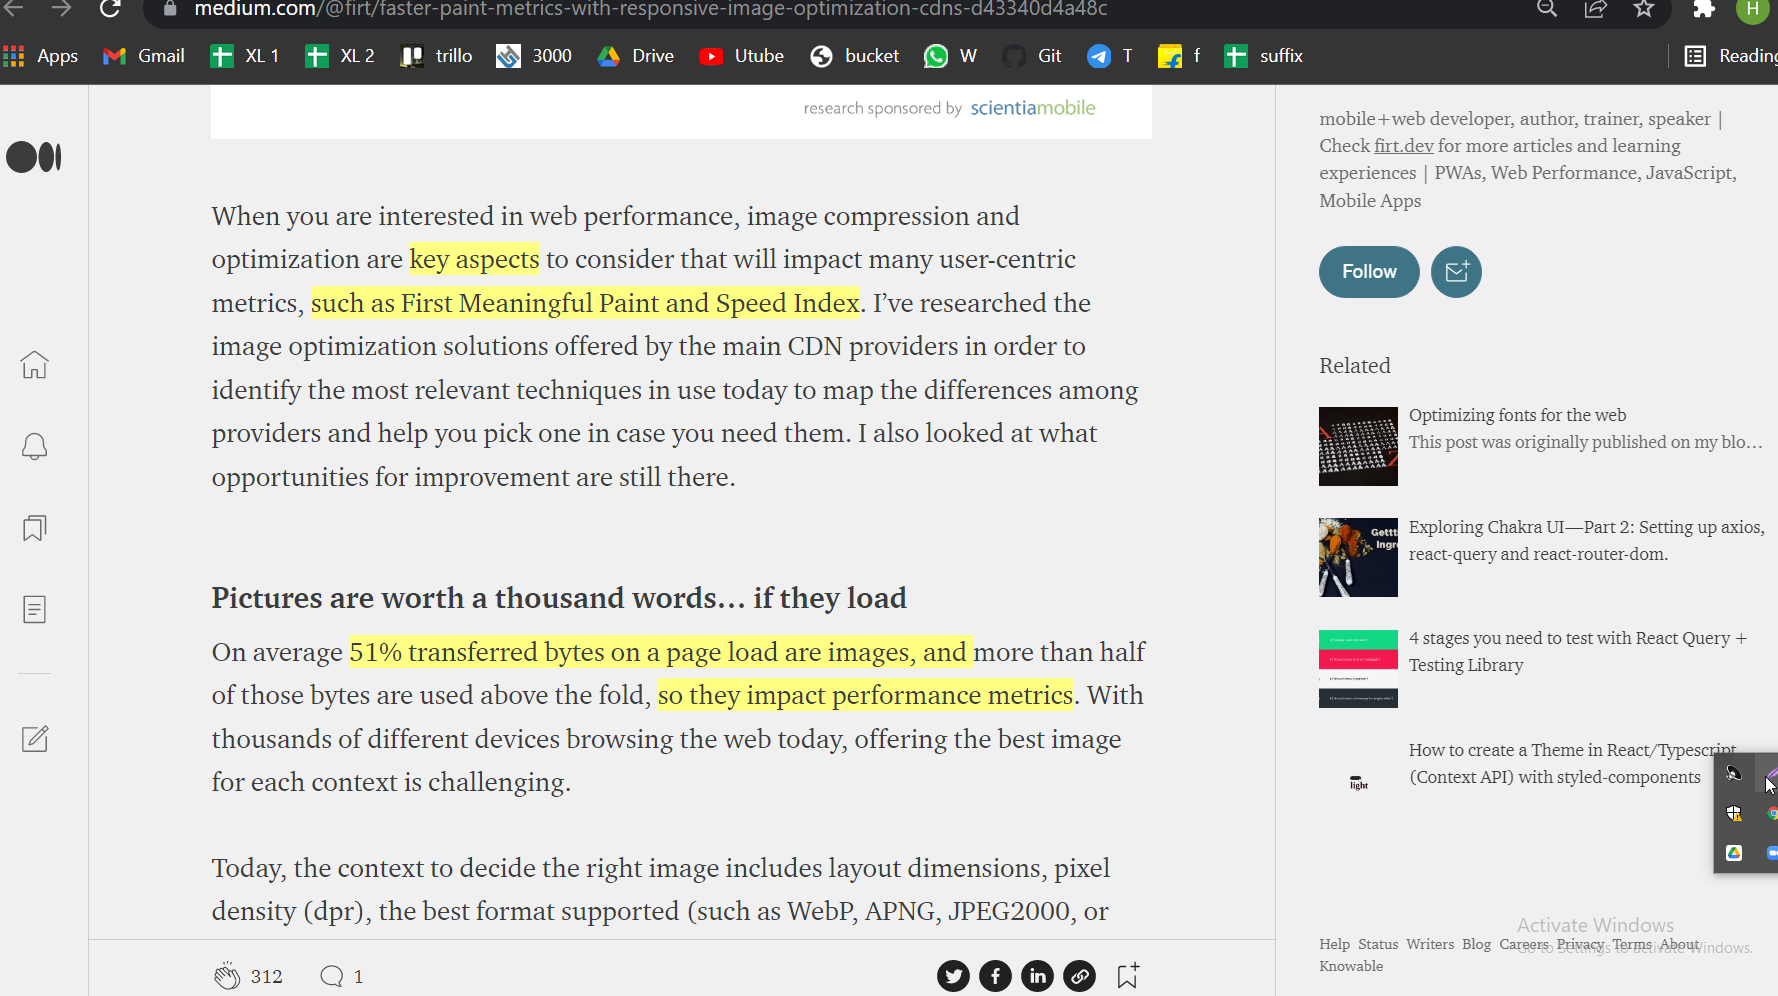 medium.com/@firt/faster-paint-metrics-with-responsive-image-optimization-cdns-d43340d4a48c
H
Apps Gmail XL 1 XL 2 trillo 3000 Drive Utube bucket W Git T f suffix Reading
research sponsored by scientiamobile
When you are interested in web performance, image compression and
optimization are key aspects to consider that will impact many user-centric
metrics, such as First Meaningful Paint and Speed Index. I’ve researched the
image optimization solutions offered by the main CDN providers in order to
identify the most relevant techniques in use today to map the differences among
providers and help you pick one in case you need them. I also looked at what
opportunities for improvement are still there.
Pictures are worth a thousand words… if they load
On average 51% transferred bytes on a page load are images, and more than half
of those bytes are used above the fold, so they impact performance metrics. With
thousands of different devices browsing the web today, offering the best image
for each context is challenging.
Today, the context to decide the right image includes layout dimensions, pixel
density (dpr), the best format supported (such as WebP, APNG, JPEG2000, or
312 1
mobile+web developer, author, trainer, speaker |
Check firt.dev for more articles and learning
experiences | PWAs, Web Performance, JavaScript,
Mobile Apps
Follow
Related
Optimizing fonts for the web
This post was originally published on my blo…
Exploring Chakra UI—Part 2: Setting up axios,
react-query and react-router-dom.
Gettt
Ingr
4 stages you need to test with React Query +
Testing Library
How to create a Theme in React/Typescript
(Context API) with styled-components
light
Activate Windows
Go to Settings to activate Windows.
Help Status Writers Blog Careers Privacy Terms About
Knowable